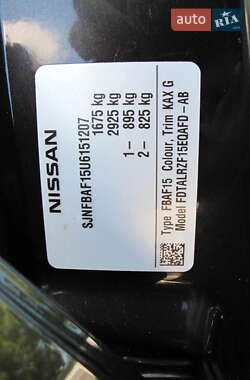 NISSAN
SJNFBAF15U6151207
1675 kg
2925 kg
1- 895 kg
2- 825 kg
Type FBAF15 Colour, Trim KAX G
Model FDTALRZF15EQAFD-AB
RIA.com